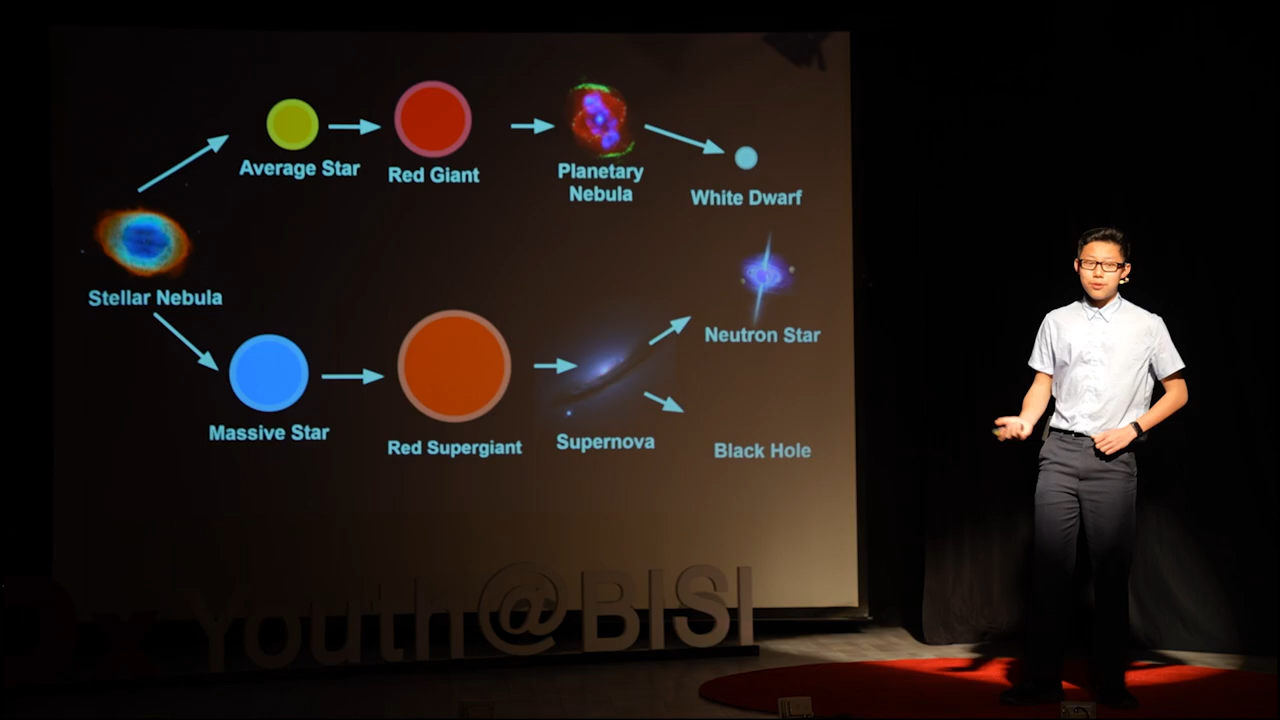 Average Star
Red Giant
Planetary
Nebula
White Dwarf
Stellar Nebula
Neutron Star
Massive Star
Red Supergiant
Supernova
Black Hole
Dx Youth@BISI